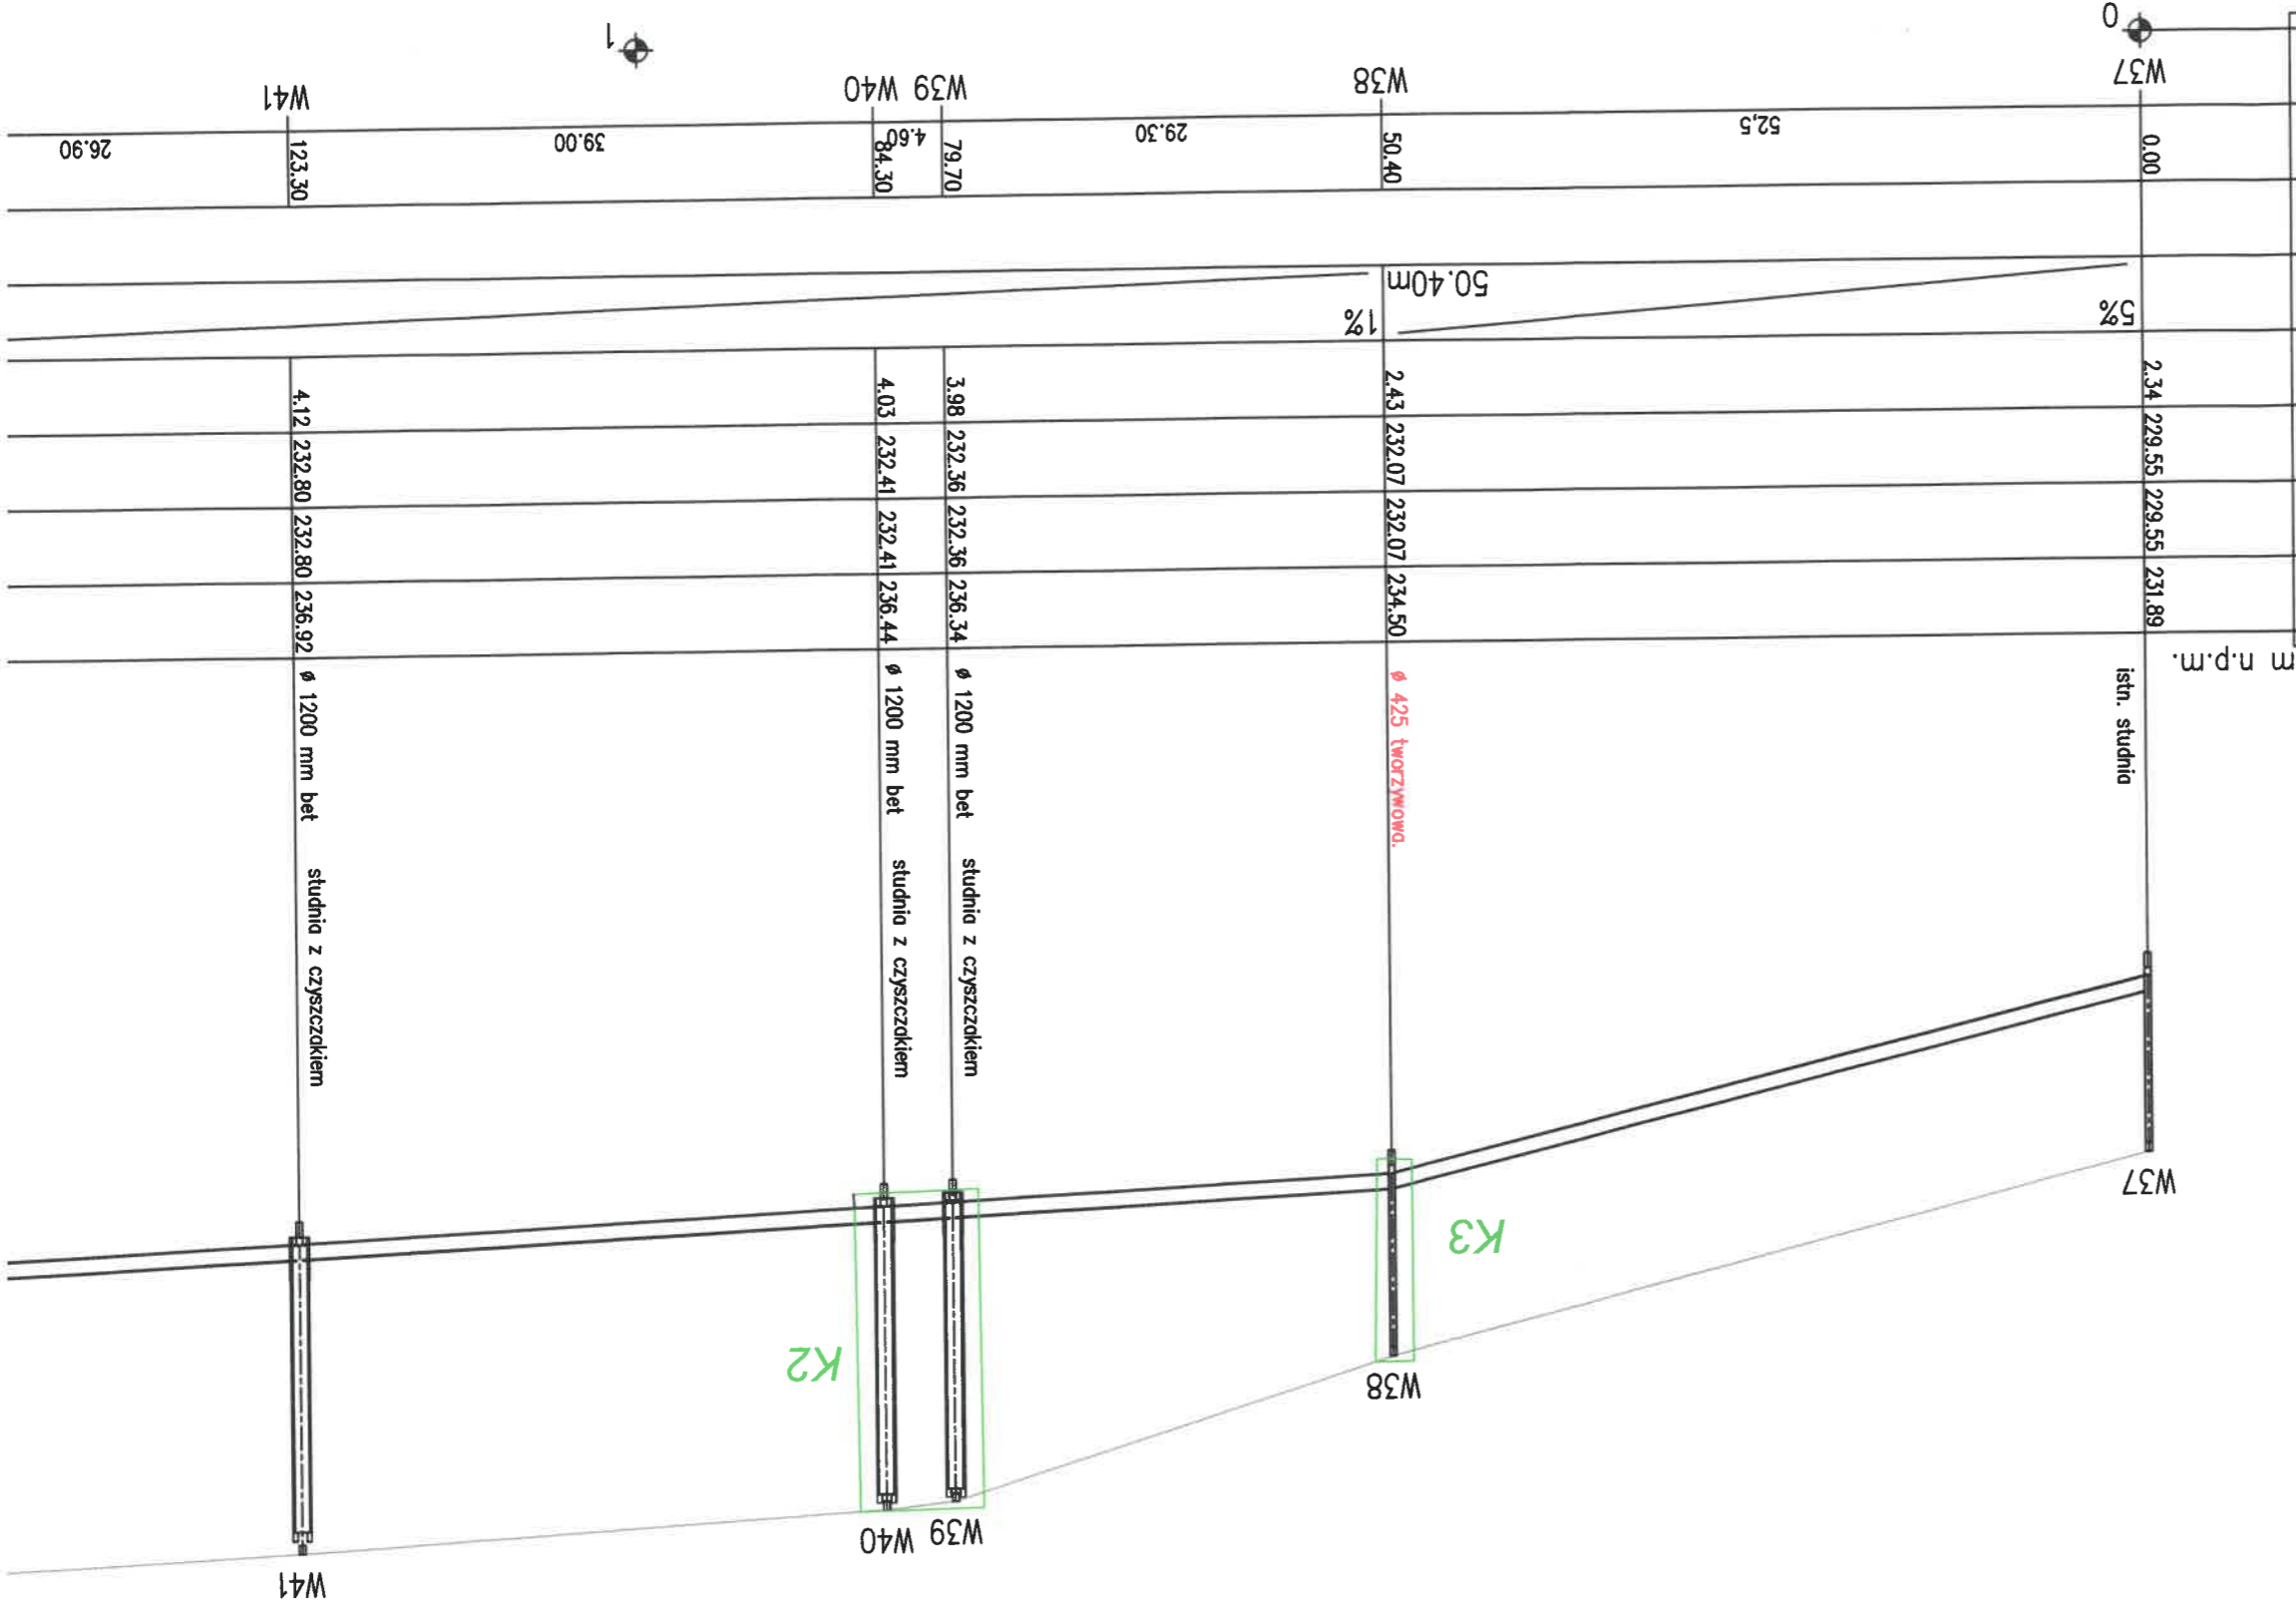 W37
W38
W39
W40
W41
K3
K2
istn. studnia
ø 425 tworzywowa.
ø 1200 mm bet studnia z czyszczakiem
ø 1200 mm bet studnia z czyszczakiem
ø 1200 mm bet studnia z czyszczakiem
m n.p.m.
231.89
234.50
236.34
236.44
236.92
229.55
232.07
232.36
232.41
232.80
229.55
232.07
232.36
232.41
232.80
2.34
2.43
3.98
4.03
4.12
5%
50.40m
1%
0.00
52,5
50.40
29.30
79.70
4.60
84.30
39.00
123.30
26.90
W37
W38
W39
W40
W41
0
1